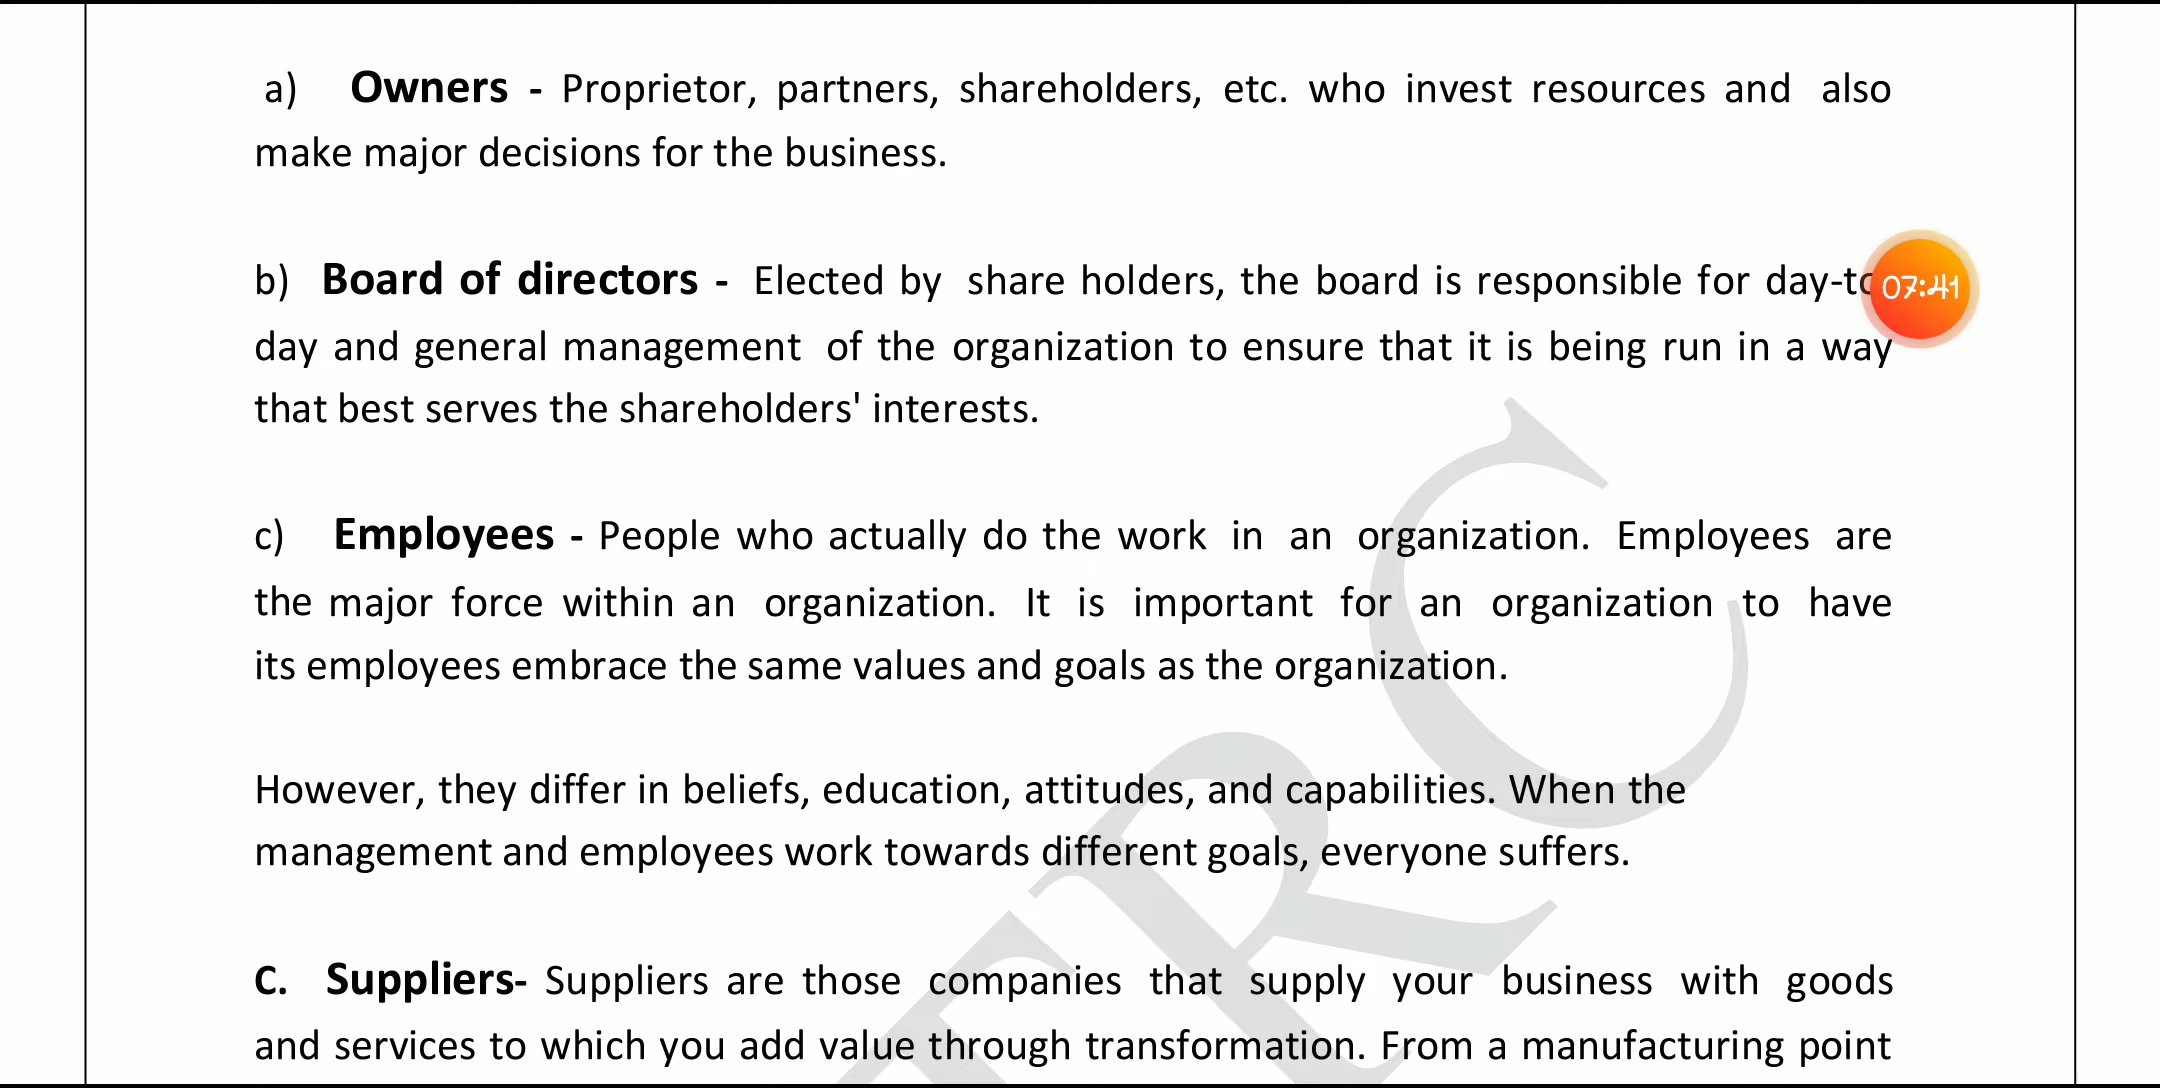 a) Owners - Proprietor, partners, shareholders, etc. who invest resources and also
make major decisions for the business.
b) Board of directors - Elected by share holders, the board is responsible for day-to
07:41
day and general management of the organization to ensure that it is being run in a way
that best serves the shareholders' interests.
c) Employees - People who actually do the work in an organization. Employees are
the major force within an organization. It is important for an organization to have
its employees embrace the same values and goals as the organization.
However, they differ in beliefs, education, attitudes, and capabilities. When the
management and employees work towards different goals, everyone suffers.
C. Suppliers- Suppliers are those companies that supply your business with goods
and services to which you add value through transformation. From a manufacturing point
TRC